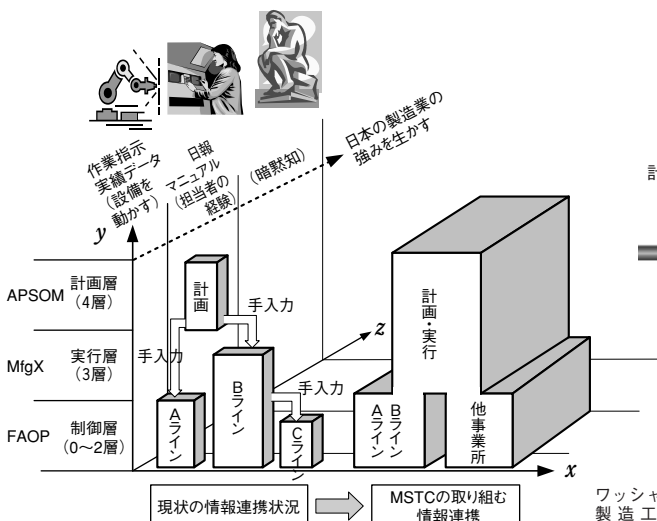 作業指示
実績データ
(設備を
動かす)
日報
マニュアル
(担当者の
経験)
(暗黙知)
日本の製造業の
強みを生かす
y
APSOM 計画層
(4層)
MfgX 実行層
(3層)
FAOP 制御層
(0〜2層)
計画
手入力
手入力
手入力
Aライン
Bライン
Cライン
z
計画・実行
Aライン
Bライン
他事業所
x
現状の情報連携状況
MSTCの取り組む
情報連携
計
ワッシャ
製造工